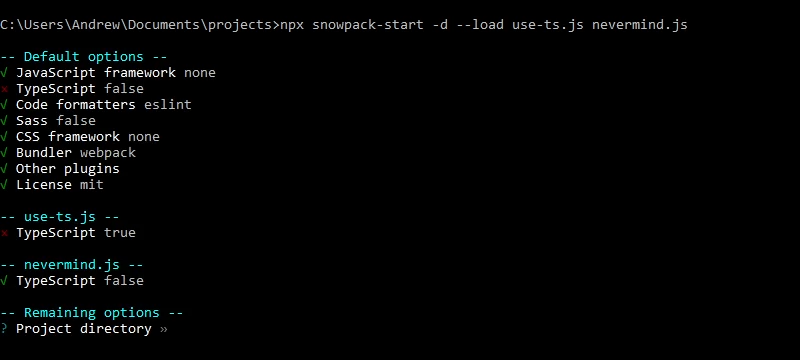 C:\Users\Andrew\Documents\projects>npx snowpack-start -d --load use-ts.js nevermind.js
-- Default options --
√ JavaScript framework none
× TypeScript false
√ Code formatters eslint
√ Sass false
√ CSS framework none
√ Bundler webpack
√ Other plugins
√ License mit
-- use-ts.js --
× TypeScript true
-- nevermind.js --
√ TypeScript false
-- Remaining options --
? Project directory »